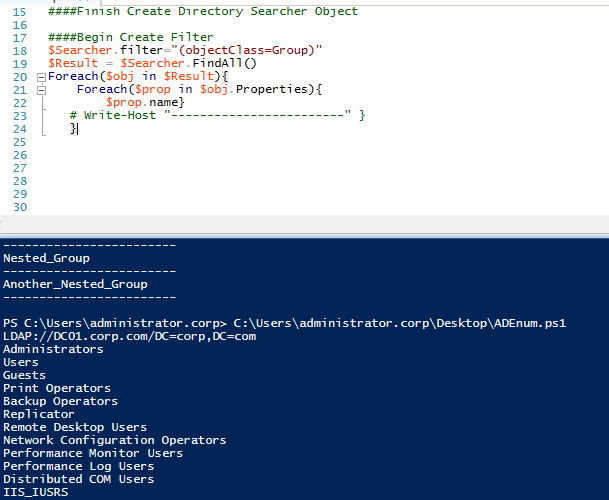 15 ####Finish Create Directory Searcher Object
16
17 ####Begin Create Filter
18 $Searcher.filter="(objectClass=Group)"
19 $Result = $Searcher.FindAll()
20 Foreach($obj in $Result){
21 Foreach($prop in $obj.Properties){
22 $prop.name}
23 # Write-Host "------------------------" }
24 }
25
26
27
28
29
30
------------------------
Nested_Group
------------------------
Another_Nested_Group
------------------------
PS C:\Users\administrator.corp> C:\Users\administrator.corp\Desktop\ADEnum.ps1
LDAP://DC01.corp.com/DC=corp,DC=com
Administrators
Users
Guests
Print Operators
Backup Operators
Replicator
Remote Desktop Users
Network Configuration Operators
Performance Monitor Users
Performance Log Users
Distributed COM Users
IIS_IUSRS